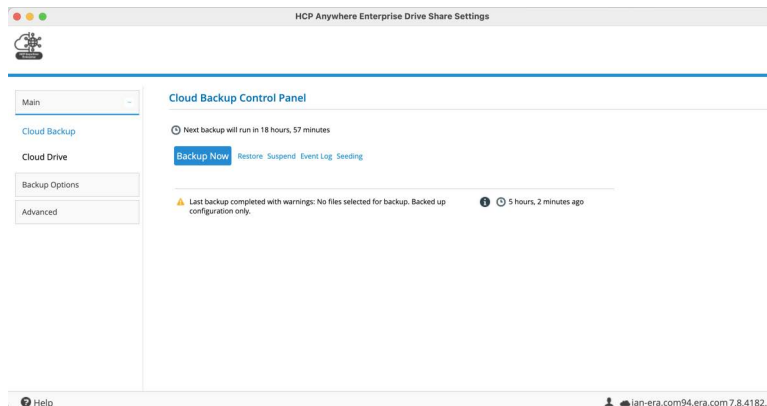 HCP Anywhere Enterprise Drive Share Settings
Main
Cloud Backup
Cloud Drive
Backup Options
Advanced
Cloud Backup Control Panel
Next backup will run in 18 hours, 57 minutes
Backup Now Restore Suspend Event Log Seeding
Last backup completed with warnings: No files selected for backup. Backed up
configuration only.
5 hours, 2 minutes ago
Help
ian-era.com94.era.com 7.8.4182.